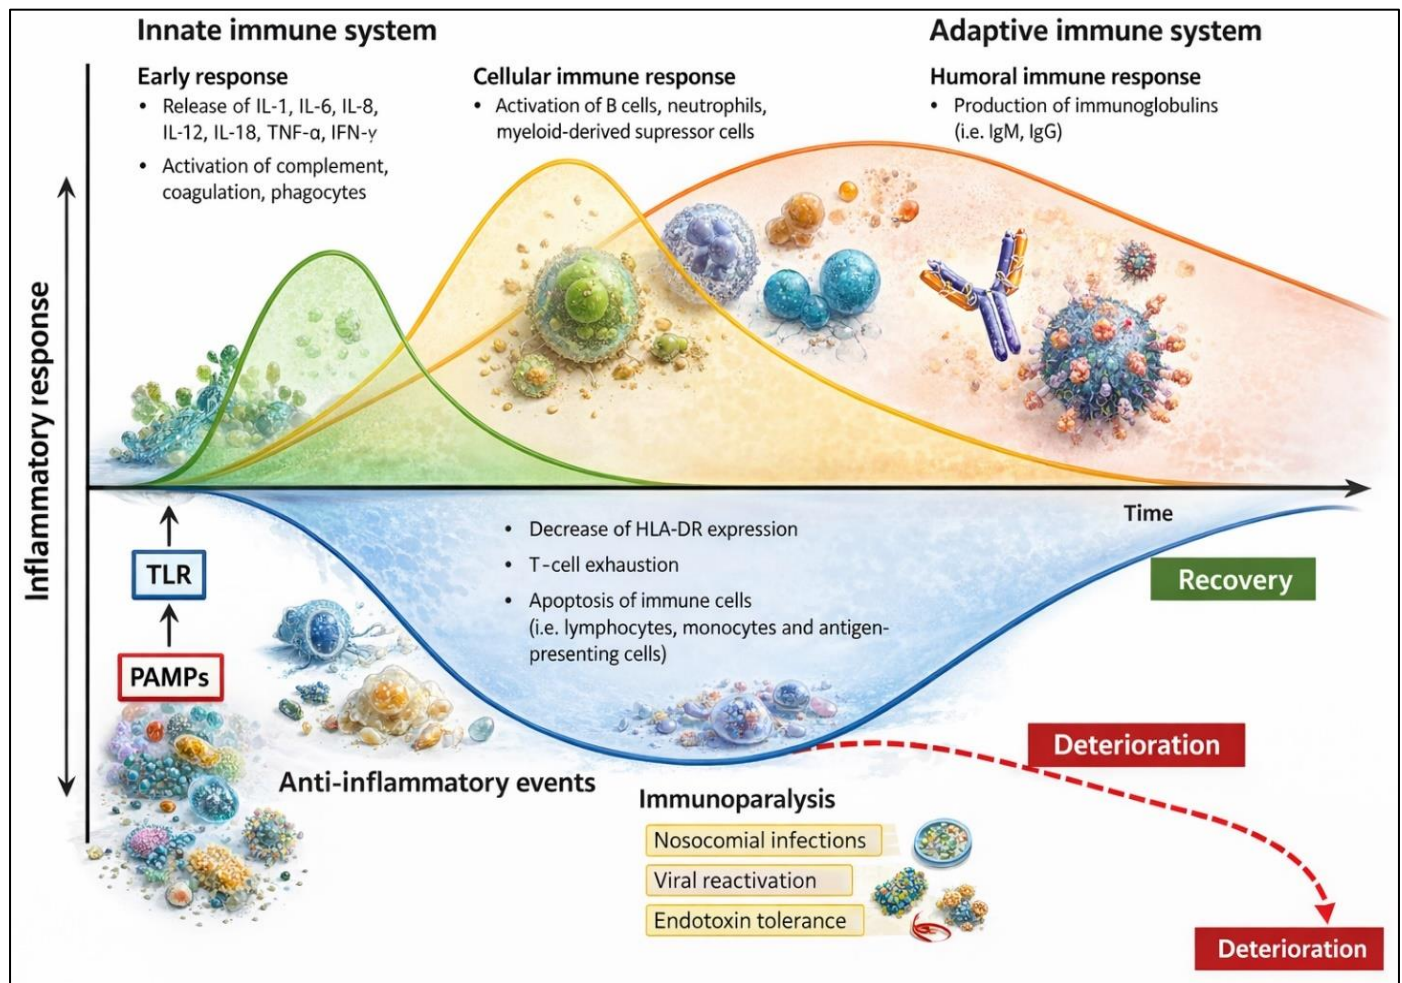 Innate immune system
Adaptive immune system
Early response
• Release of IL-1, IL-6, IL-8,
IL-12, IL-18, TNF-α, IFN-γ
• Activation of complement,
coagulation, phagocytes
Cellular immune response
• Activation of B cells, neutrophils,
myeloid-derived supressor cells
Humoral immune response
• Production of immunoglobulins
(i.e. IgM, IgG)
Inflammatory response
Time
TLR
PAMPs
• Decrease of HLA-DR expression
• T-cell exhaustion
• Apoptosis of immune cells
(i.e. lymphocytes, monocytes and antigen-
presenting cells)
Recovery
Deterioration
Anti-inflammatory events
Immunoparalysis
Nosocomial infections
Viral reactivation
Endotoxin tolerance
Deterioration